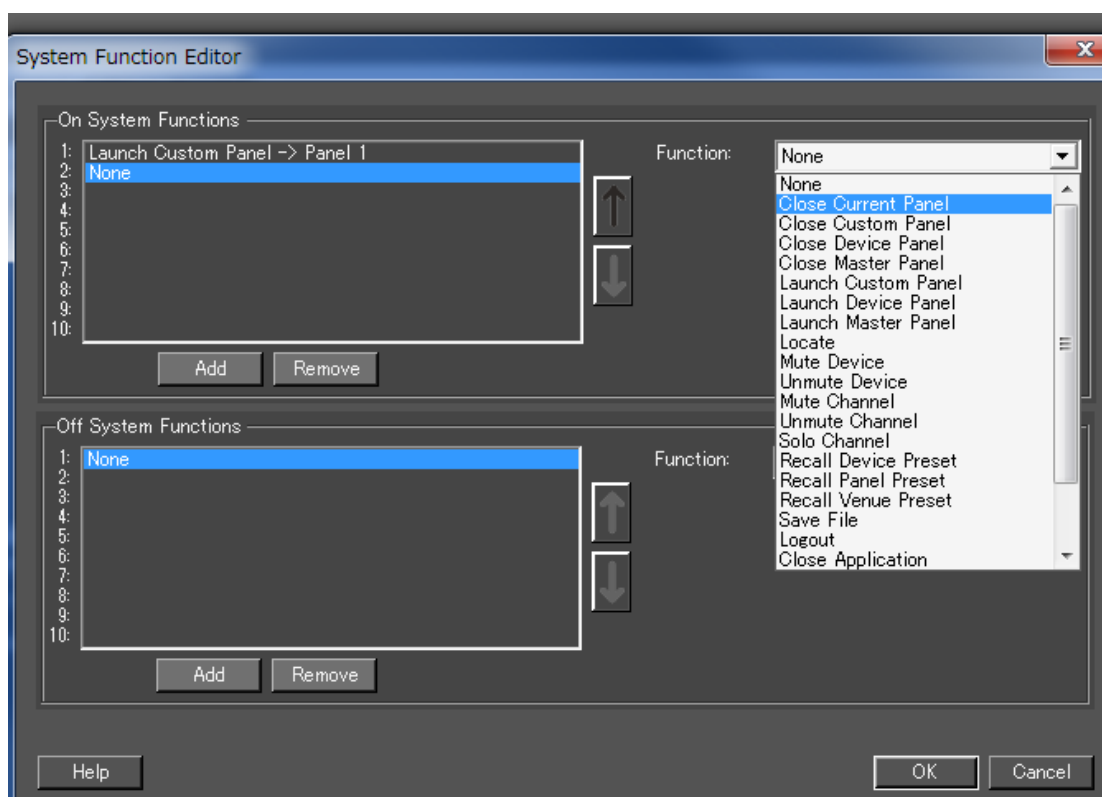 System Function Editor
On System Functions
1: Launch Custom Panel -> Panel 1
2: None
3:
4:
5:
6:
7:
8:
9:
10:
Add Remove
Function: None
None
Close Current Panel
Close Custom Panel
Close Device Panel
Close Master Panel
Launch Custom Panel
Launch Device Panel
Launch Master Panel
Locate
Mute Device
Unmute Device
Mute Channel
Unmute Channel
Solo Channel
Recall Device Preset
Recall Panel Preset
Recall Venue Preset
Save File
Logout
Close Application
Off System Functions
1: None
2:
3:
4:
5:
6:
7:
8:
9:
10:
Function:
Add Remove
Help OK Cancel